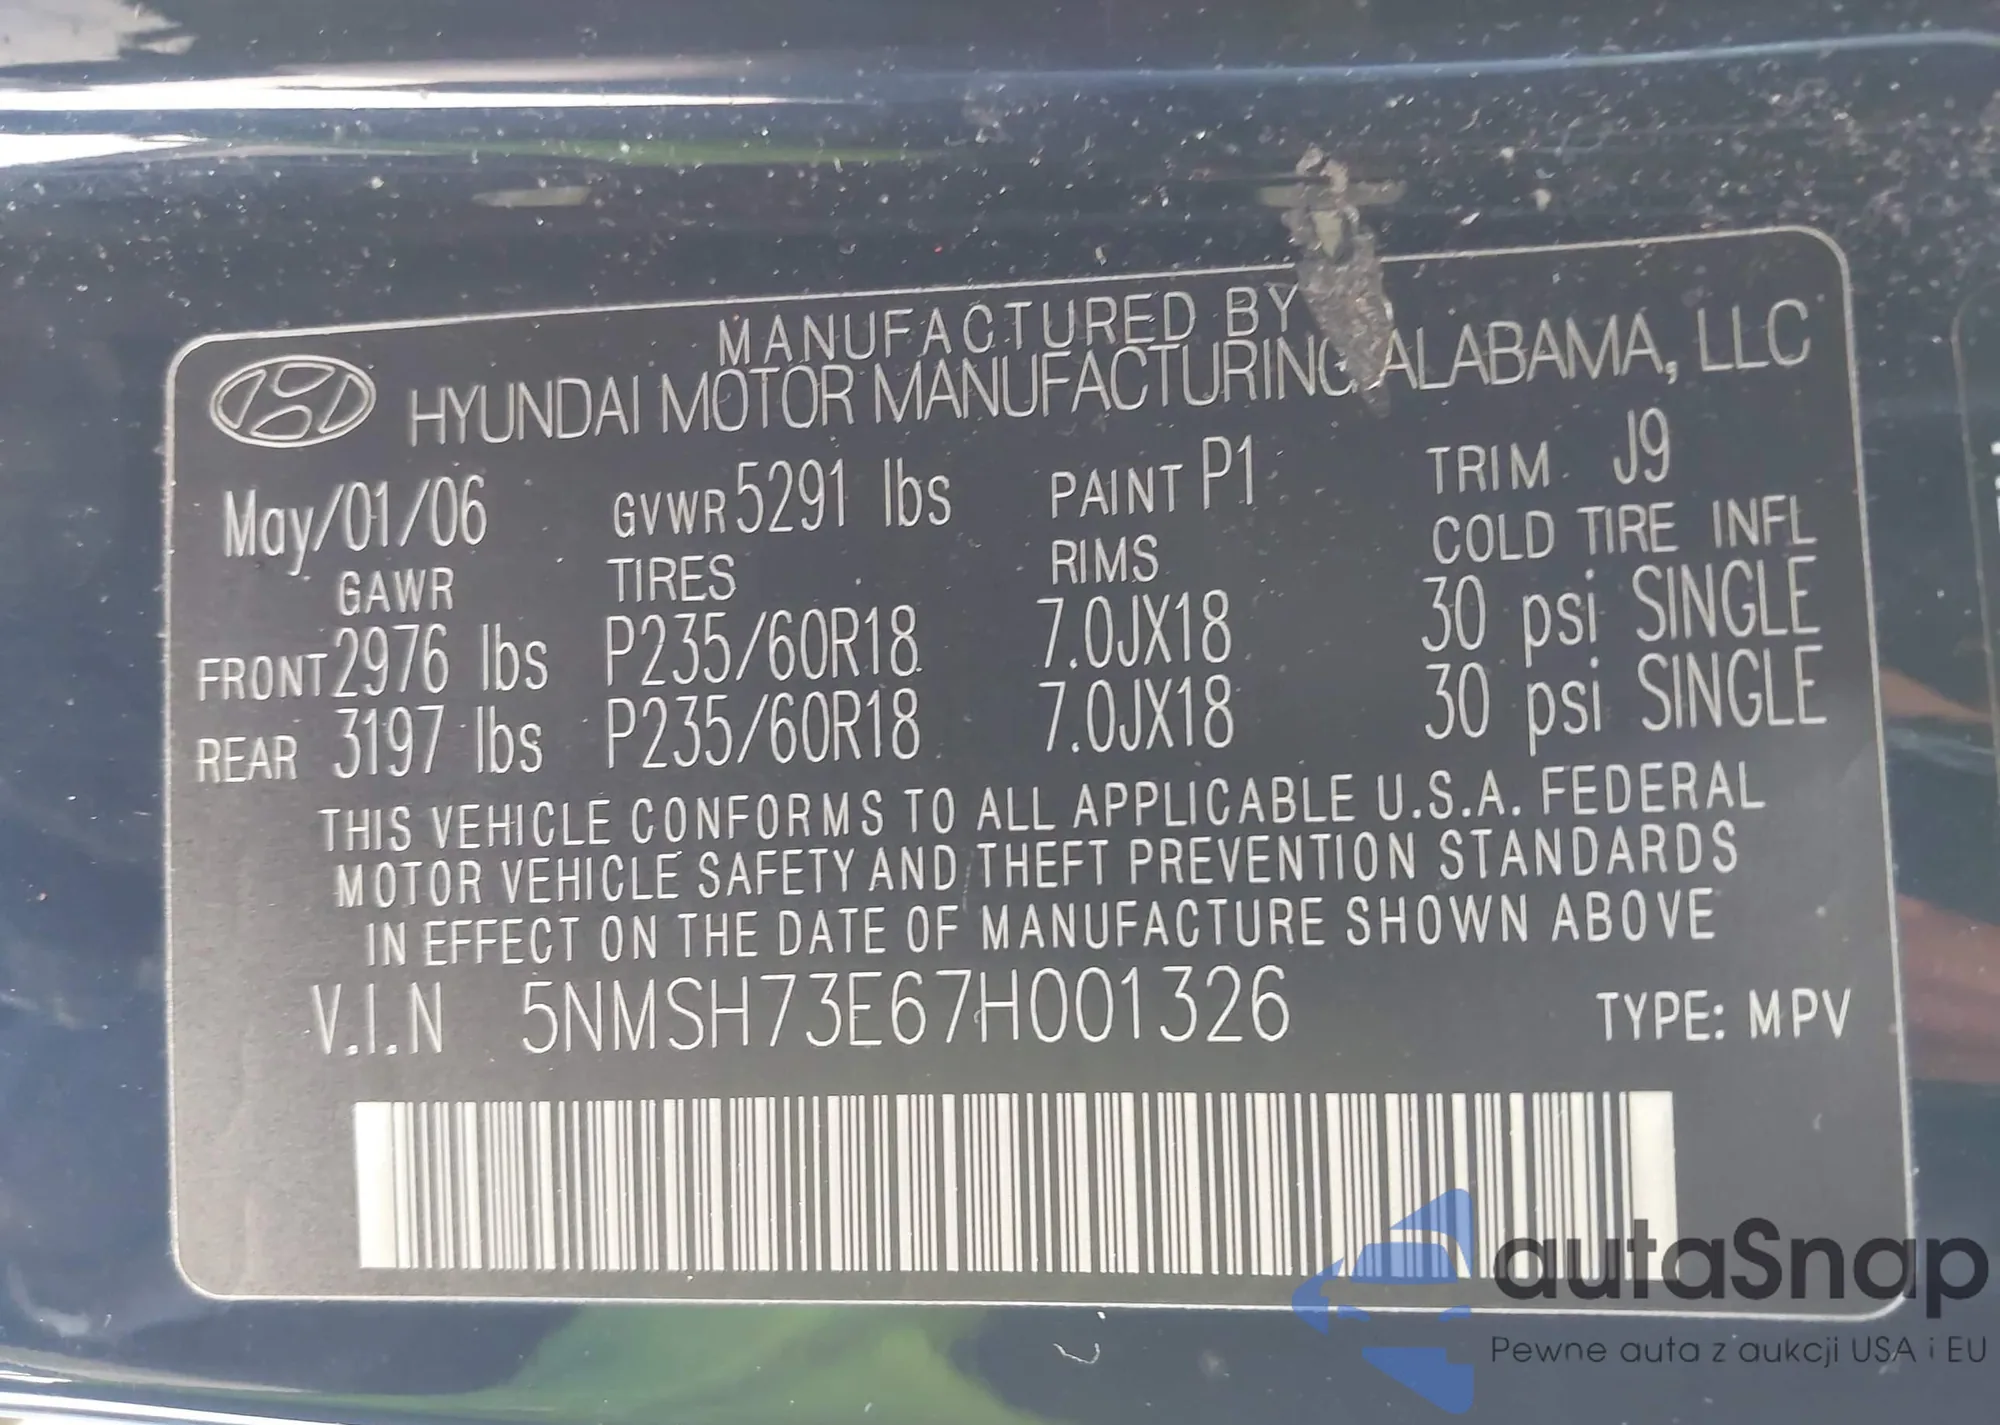 MANUFACTURED BY
HYUNDAI MOTOR MANUFACTURING ALABAMA, LLC
May/01/06 GVWR 5291 lbs PAINT P1 TRIM J9
GAWR TIRES RIMS COLD TIRE INFL
FRONT 2976 lbs P235/60R18 7.0JX18 30 psi SINGLE
REAR 3197 lbs P235/60R18 7.0JX18 30 psi SINGLE
THIS VEHICLE CONFORMS TO ALL APPLICABLE U.S.A. FEDERAL
MOTOR VEHICLE SAFETY AND THEFT PREVENTION STANDARDS
IN EFFECT ON THE DATE OF MANUFACTURE SHOWN ABOVE
V.I.N 5NMSH73E67H001326 TYPE: MPV
autaSnap
Pewne auta z aukcji USA i EU